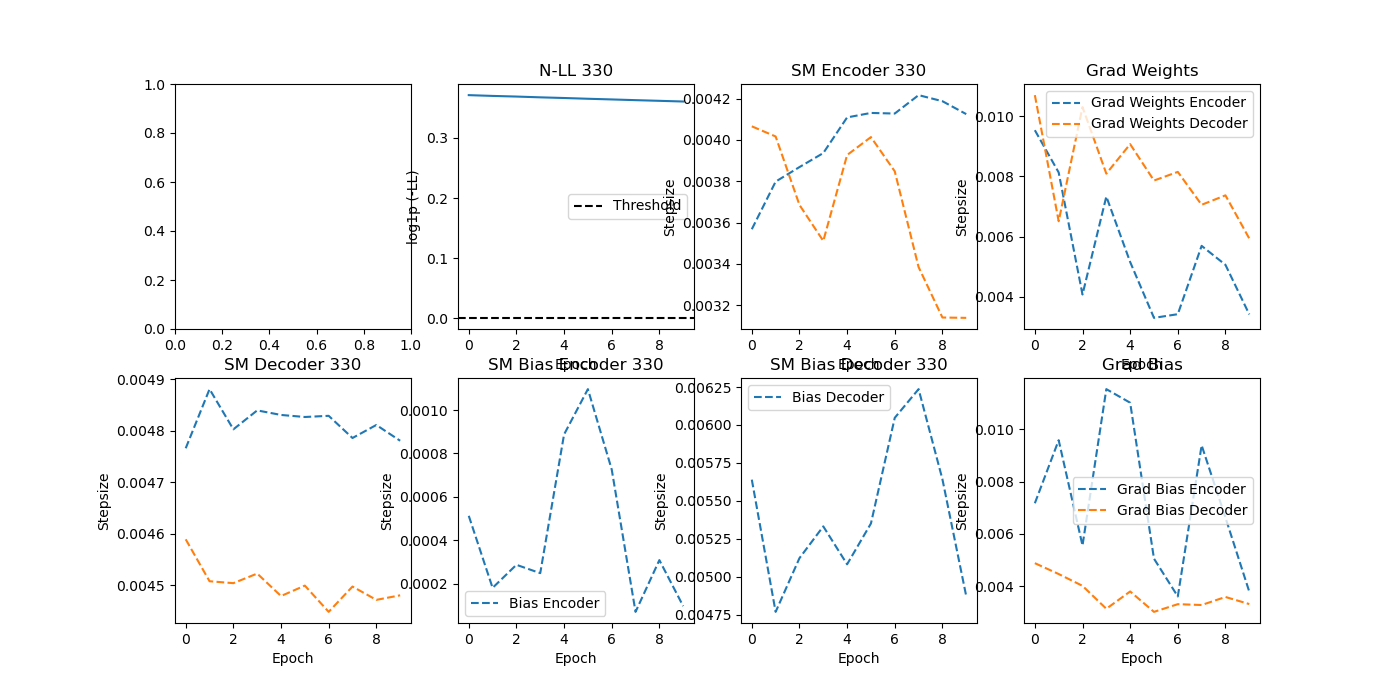 N-LL 330
SM Encoder 330
Grad Weights
1.0
0.8
0.6
0.4
0.2
0.0
0.0 0.2 0.4 0.6 0.8 1.0
log1p (-LL)
0.3
0.2
0.1
0.0
Threshold
0 2 4 6 8
Epoch
Stepsize
0.0042
0.0040
0.0038
0.0036
0.0034
0.0032
0 2 4 6 8
Epoch
Stepsize
0.010
0.008
0.006
0.004
Grad Weights Encoder
Grad Weights Decoder
0 2 4 6 8
Epoch
SM Decoder 330
SM Bias Encoder 330
SM Bias Decoder 330
Grad Bias
Stepsize
0.0049
0.0048
0.0047
0.0046
0.0045
0 2 4 6 8
Epoch
Stepsize
0.0010
0.0008
0.0006
0.0004
0.0002
Bias Encoder
0 2 4 6 8
Epoch
Stepsize
0.00625
0.00600
0.00575
0.00550
0.00525
0.00500
0.00475
Bias Decoder
0 2 4 6 8
Epoch
Stepsize
0.010
0.008
0.006
0.004
Grad Bias Encoder
Grad Bias Decoder
0 2 4 6 8
Epoch